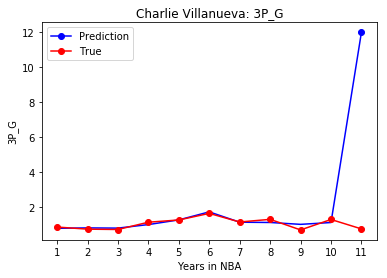 Charlie Villanueva: 3P_G
Prediction
True
12
10
8
6
4
2
3P_G
1 2 3 4 5 6 7 8 9 10 11
Years in NBA